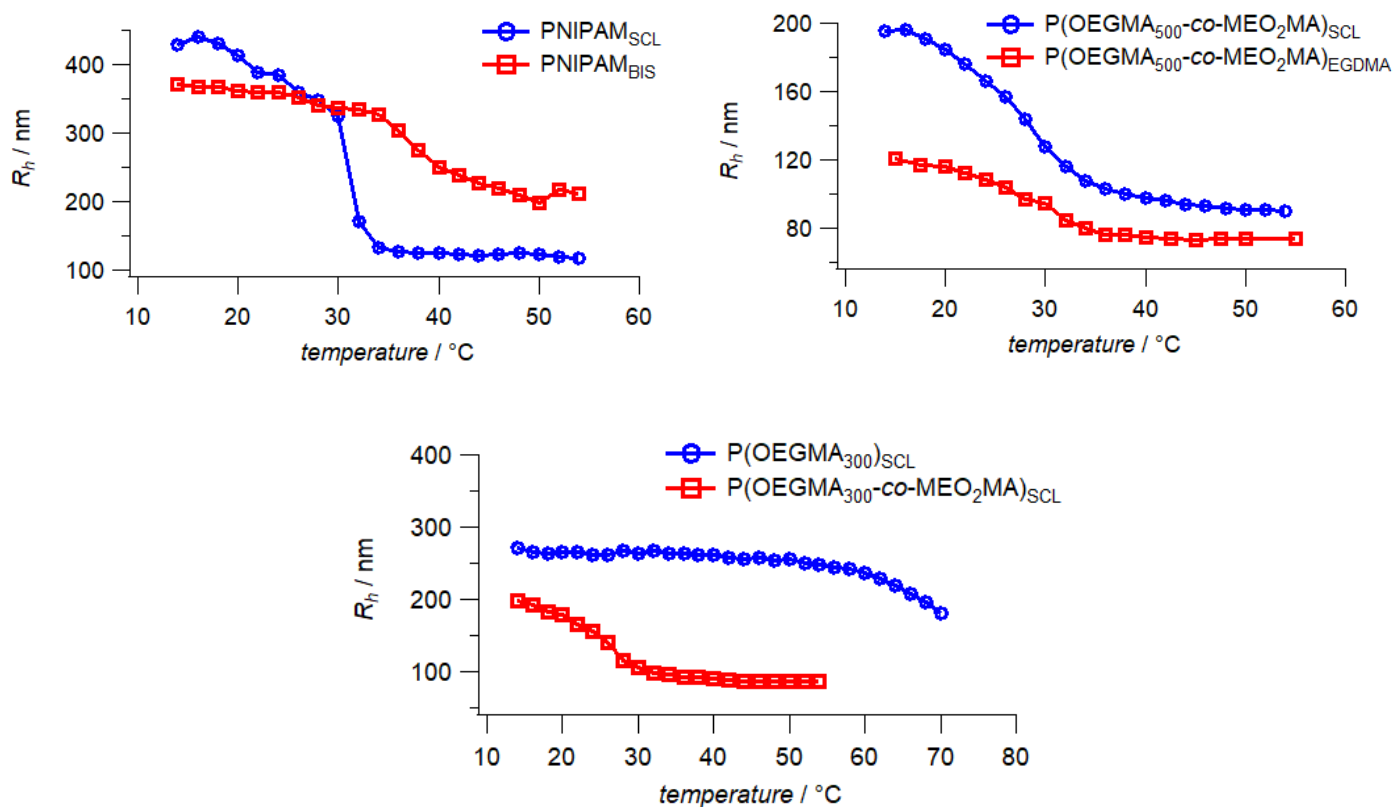 PNIPAM_SCL
PNIPAM_BIS
400
300
200
100
R_h / nm
10 20 30 40 50 60
temperature / °C
P(OEGMA_500-co-MEO_2MA)_SCL
P(OEGMA_500-co-MEO_2MA)_EGDMA
200
160
120
80
R_h / nm
10 20 30 40 50 60
temperature / °C
P(OEGMA_300)_SCL
P(OEGMA_300-co-MEO_2MA)_SCL
400
300
200
100
R_h / nm
10 20 30 40 50 60 70 80
temperature / °C